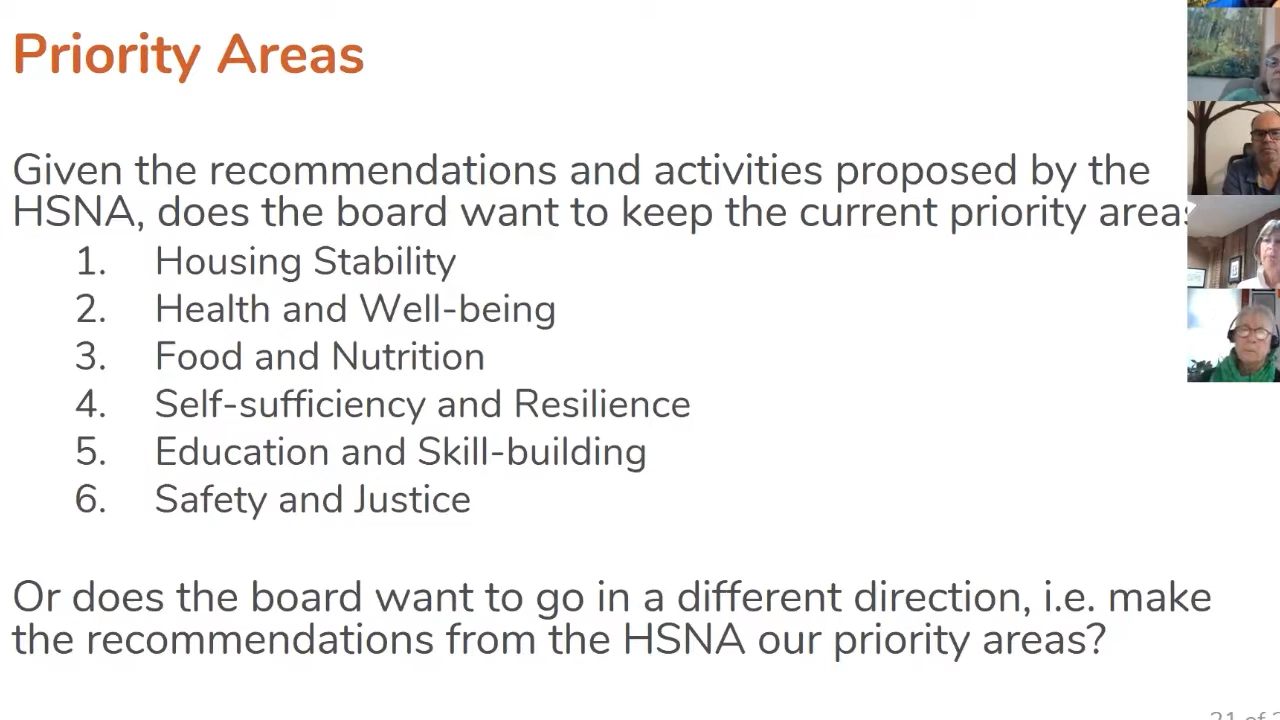 Priority Areas
Given the recommendations and activities proposed by the
HSNA, does the board want to keep the current priority areas
1. Housing Stability
2. Health and Well-being
3. Food and Nutrition
4. Self-sufficiency and Resilience
5. Education and Skill-building
6. Safety and Justice
Or does the board want to go in a different direction, i.e. make
the recommendations from the HSNA our priority areas?
21 of